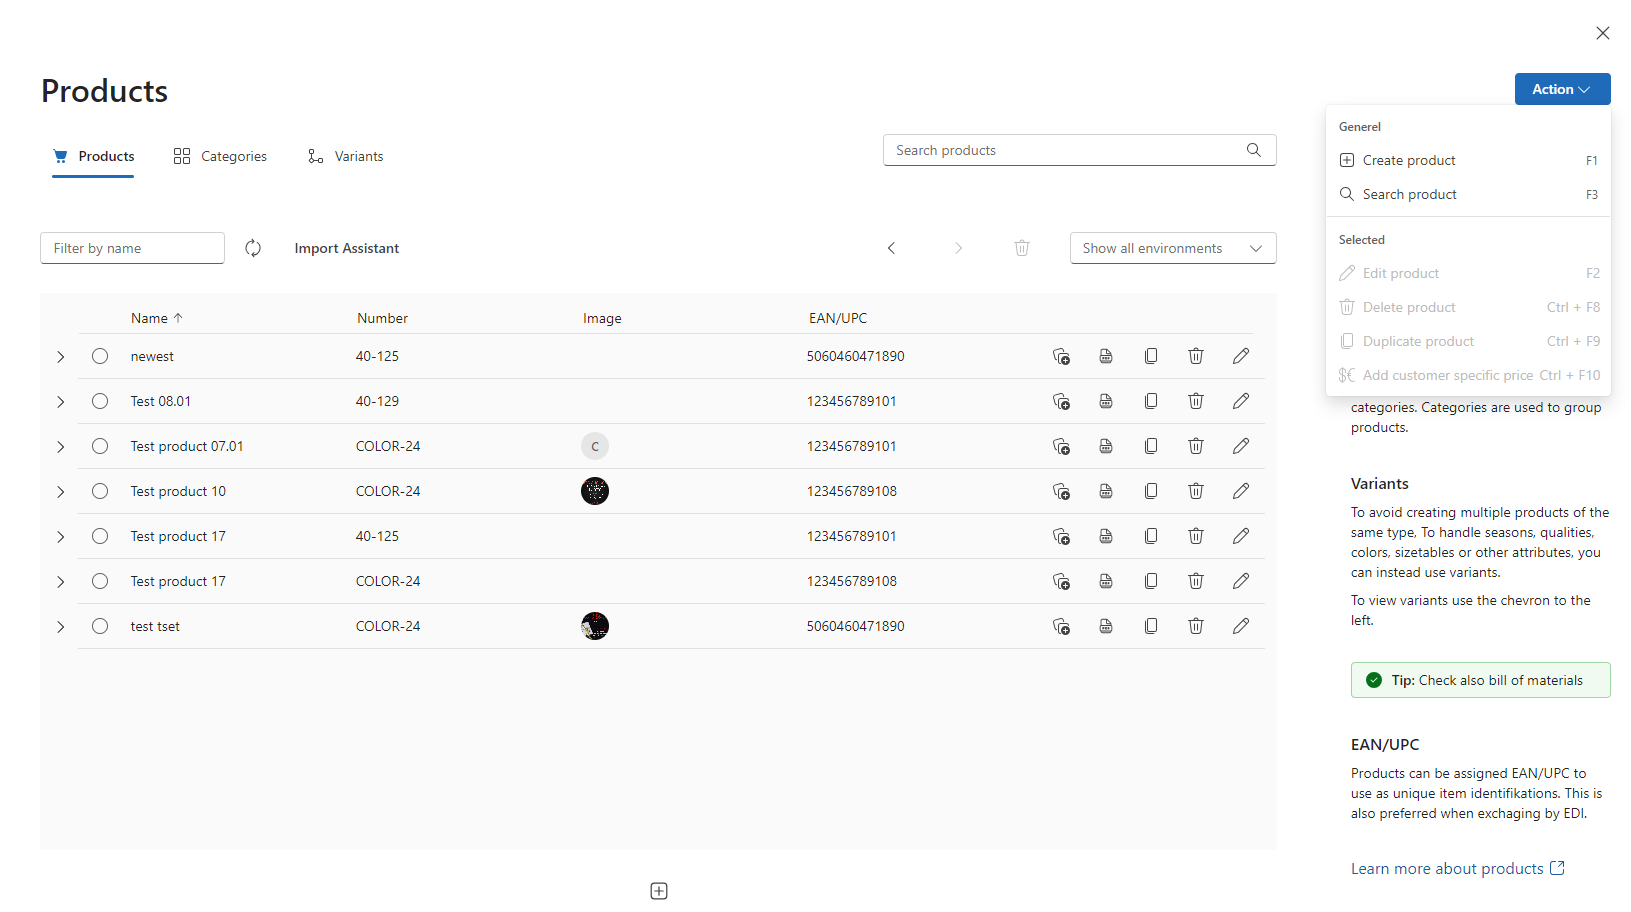 Products
Action
Products
Categories
Variants
Search products
Generel
Create product F1
Search product F3
Selected
Edit product F2
Delete product Ctrl + F8
Duplicate product Ctrl + F9
$€ Add customer specific price Ctrl + F10
Filter by name
Import Assistant
Show all environments
Name Number Image EAN/UPC
newest 40-125 5060460471890
Test 08.01 40-129 123456789101
Test product 07.01 COLOR-24 C 123456789101
Test product 10 COLOR-24 123456789108
Test product 17 40-125 123456789101
Test product 17 COLOR-24 123456789108
test tset COLOR-24 5060460471890
categories. Categories are used to group
products.
Variants
To avoid creating multiple products of the
same type, To handle seasons, qualities,
colors, sizetables or other attributes, you
can instead use variants.
To view variants use the chevron to the
left.
Tip: Check also bill of materials
EAN/UPC
Products can be assigned EAN/UPC to
use as unique item identifikations. This is
also preferred when exchaging by EDI.
Learn more about products